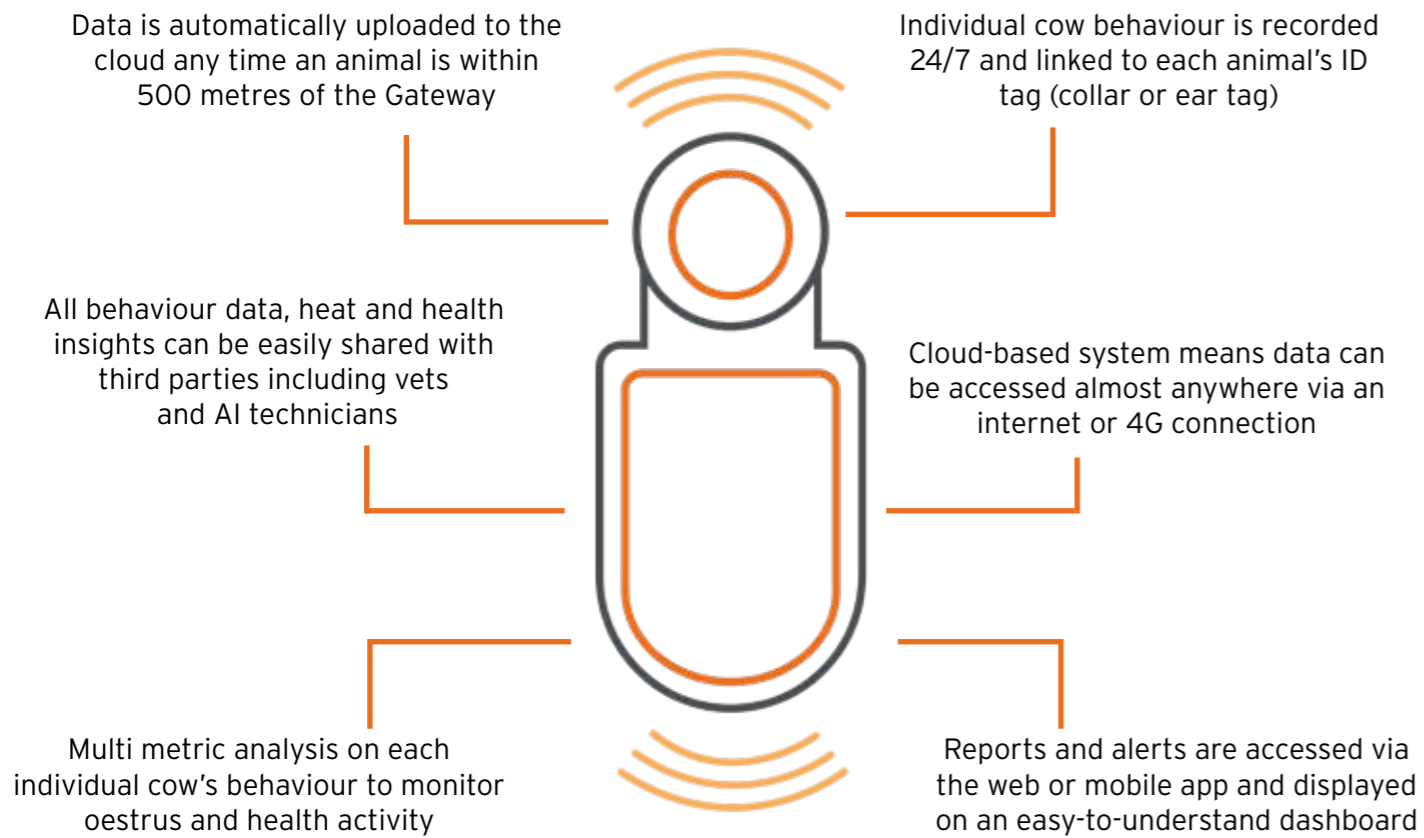 Data is automatically uploaded to the
cloud any time an animal is within
500 metres of the Gateway
Individual cow behaviour is recorded
24/7 and linked to each animal's ID
tag (collar or ear tag)
All behaviour data, heat and health
insights can be easily shared with
third parties including vets
and AI technicians
Cloud-based system means data can
be accessed almost anywhere via an
internet or 4G connection
Multi metric analysis on each
individual cow's behaviour to monitor
oestrus and health activity
Reports and alerts are accessed via
the web or mobile app and displayed
on an easy-to-understand dashboard